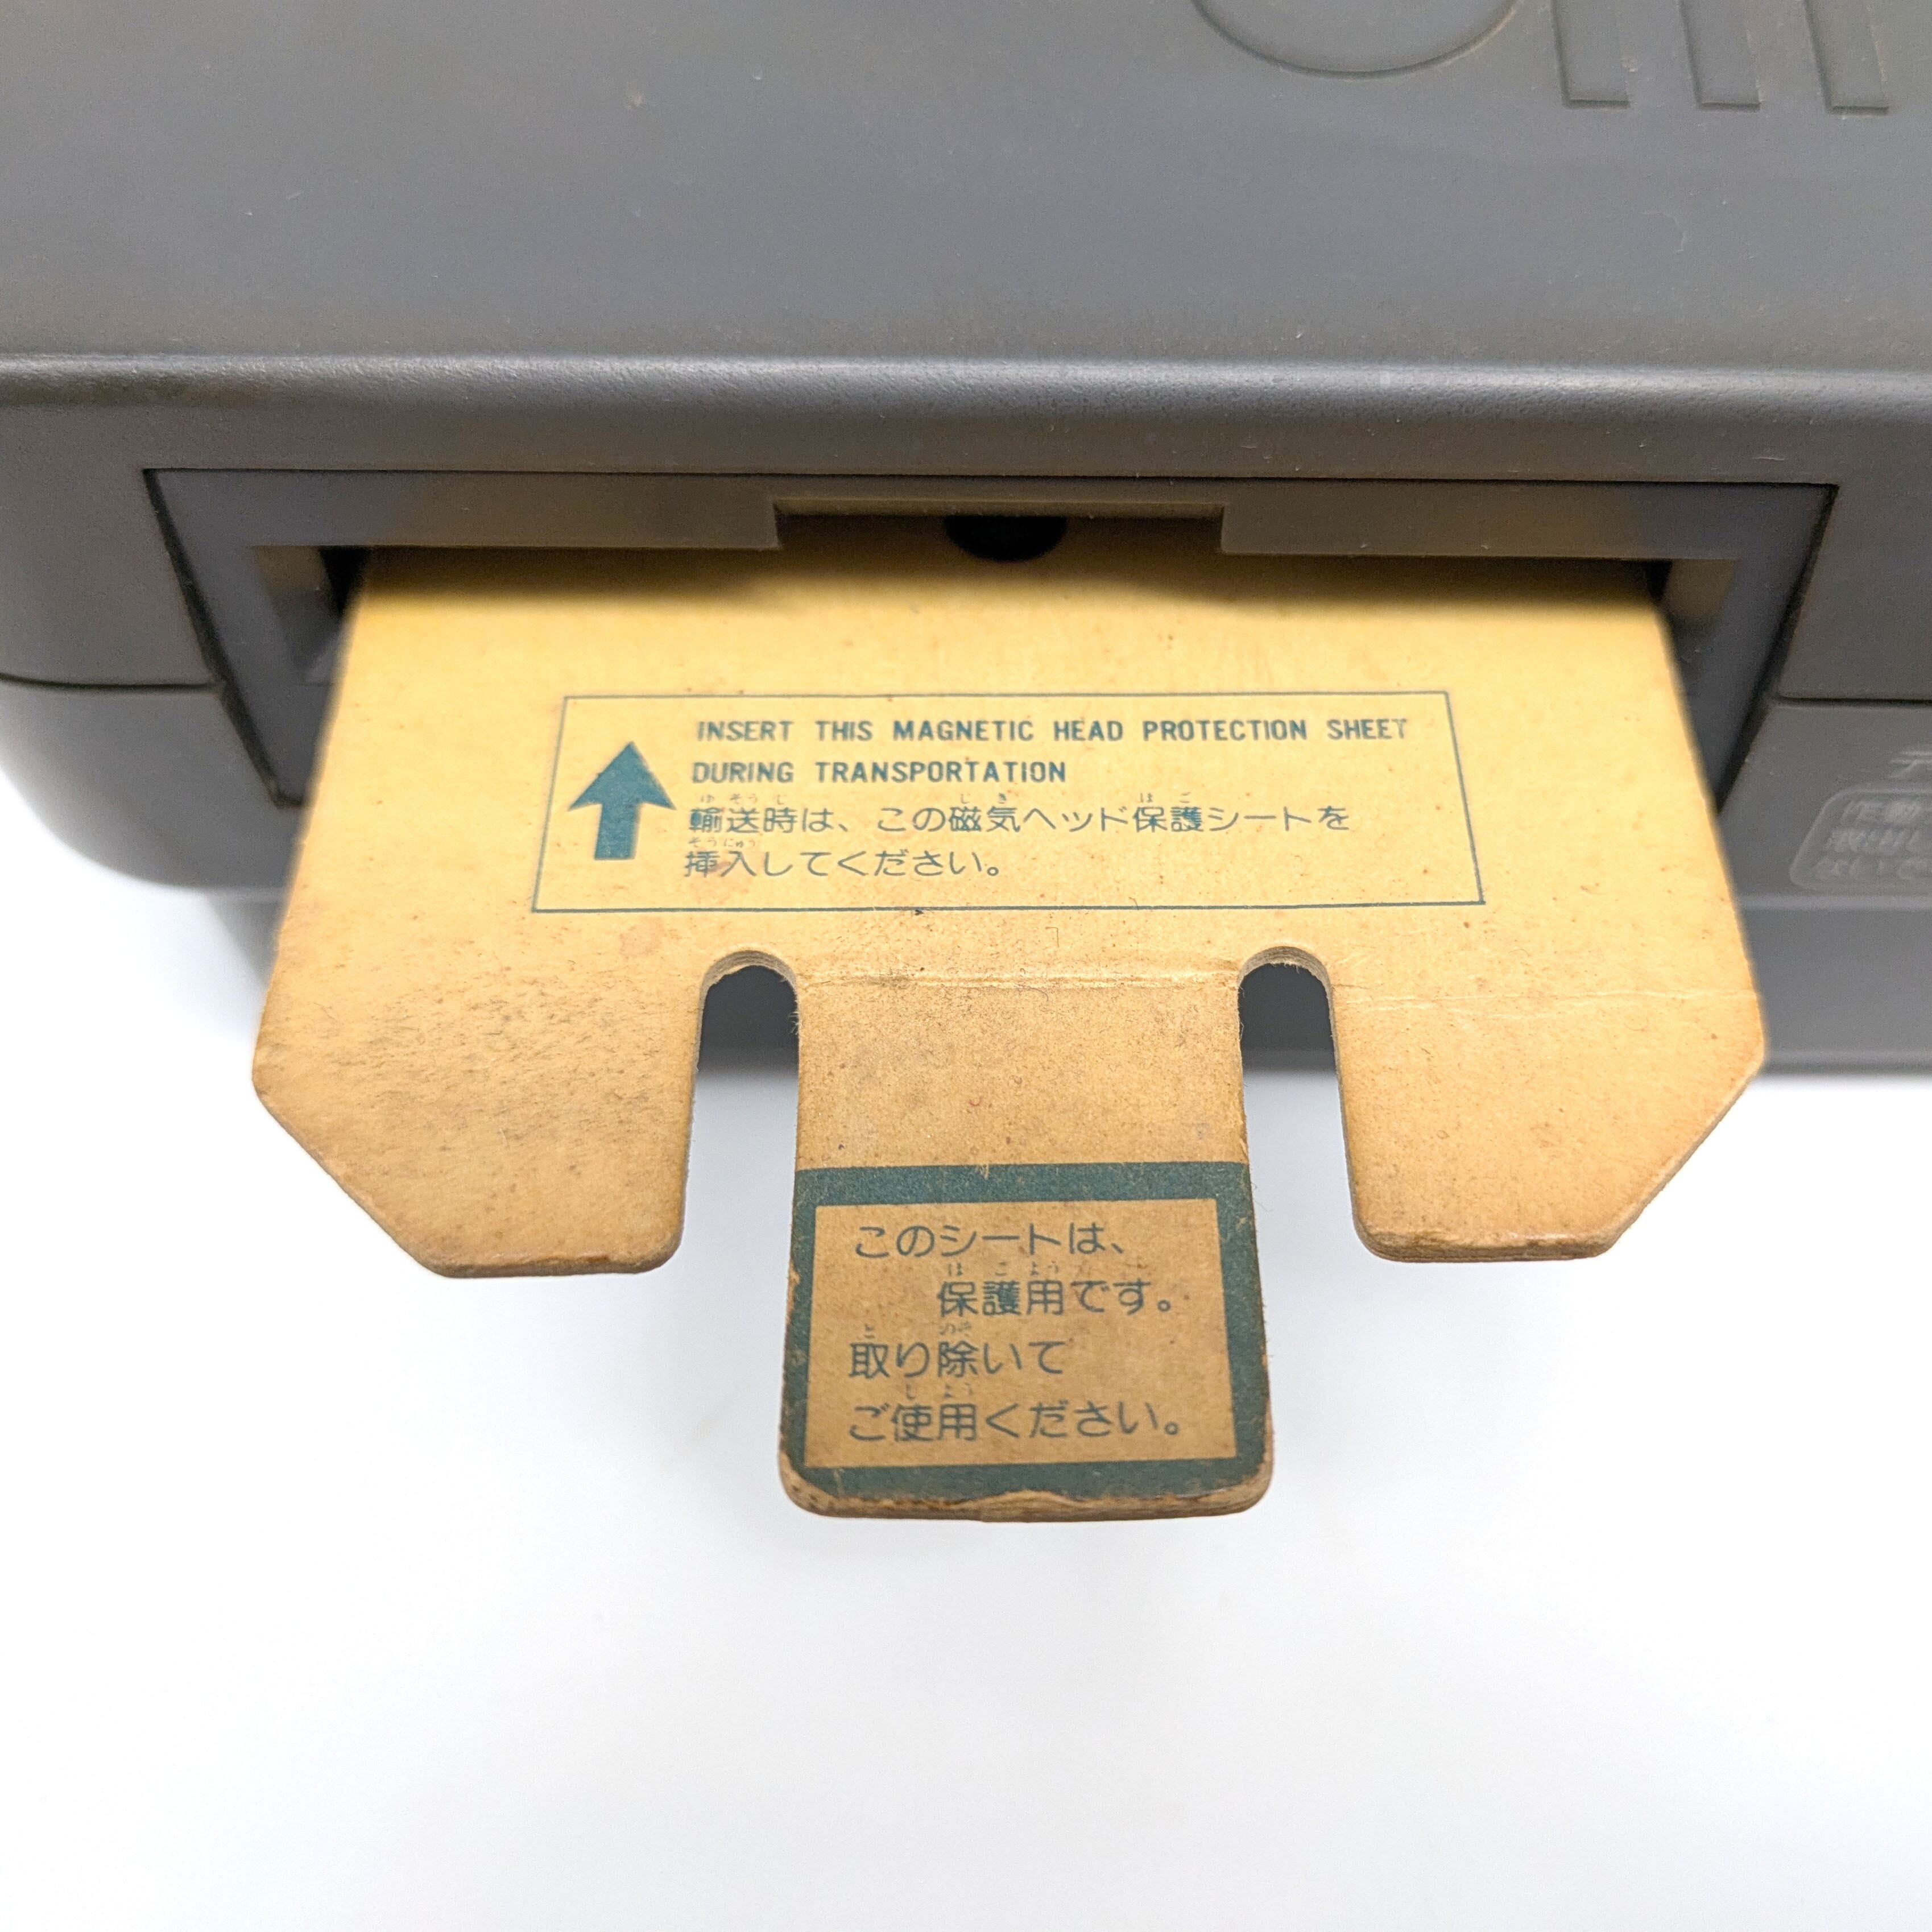 INSERT THIS MAGNETIC HEAD PROTECTION SHEET
DURING TRANSPORTATION
輸送時は、この磁気ヘッド保護シートを
挿入してください。
このシートは、
保護用です。
取り除いて
ご使用ください。